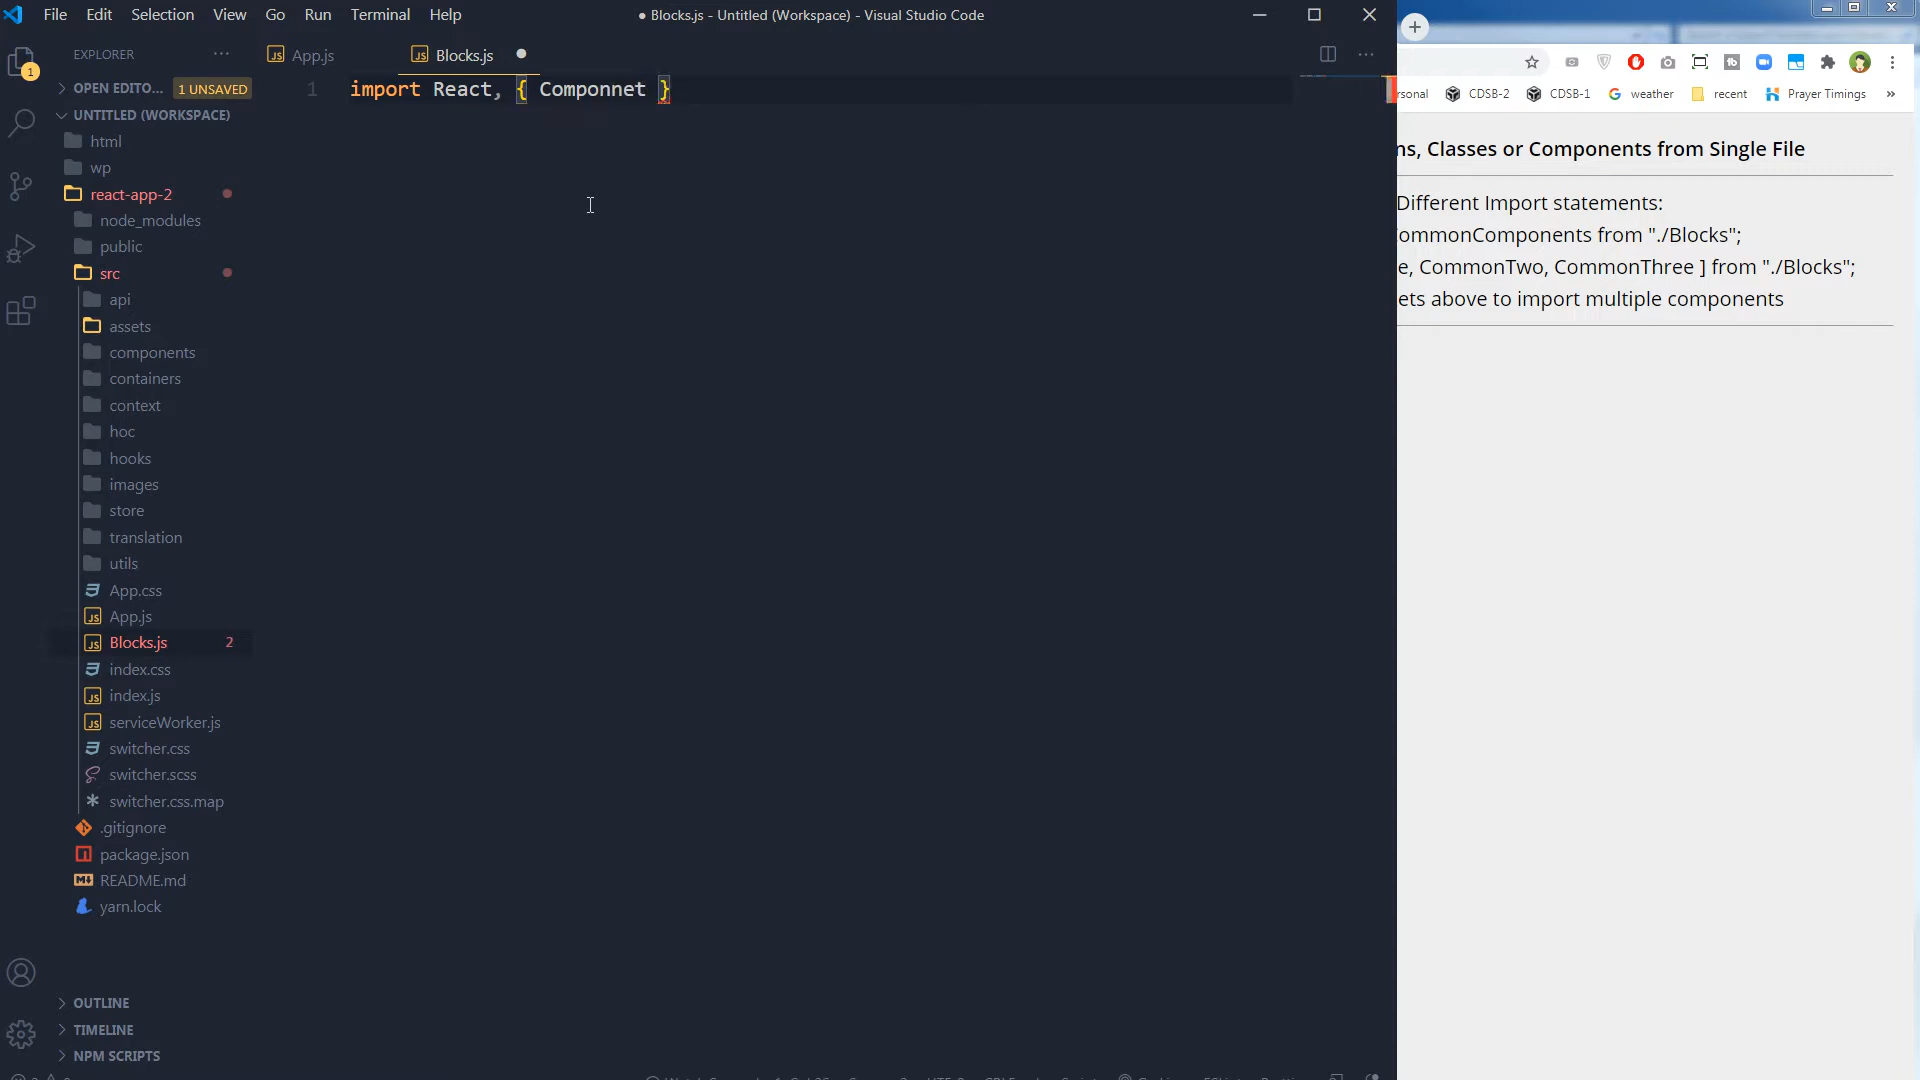 File Edit Selection View Go Run Terminal Help
● Blocks.js - Untitled (Workspace) - Visual Studio Code
EXPLORER
App.js
Blocks.js
OPEN EDITO... 1 UNSAVED
1 import React, { Componnet }
UNTITLED (WORKSPACE)
html
wp
react-app-2
node_modules
public
src
api
assets
components
containers
context
hoc
hooks
images
store
translation
utils
App.css
App.js
Blocks.js 2
index.css
index.js
serviceWorker.js
switcher.css
switcher.scss
switcher.css.map
.gitignore
package.json
README.md
yarn.lock
OUTLINE
TIMELINE
NPM SCRIPTS
1
rsonal CDSB-2 CDSB-1 weather recent Prayer Timings »
ns, Classes or Components from Single File
Different Import statements:
CommonComponents from "./Blocks";
e, CommonTwo, CommonThree ] from "./Blocks";
ets above to import multiple components